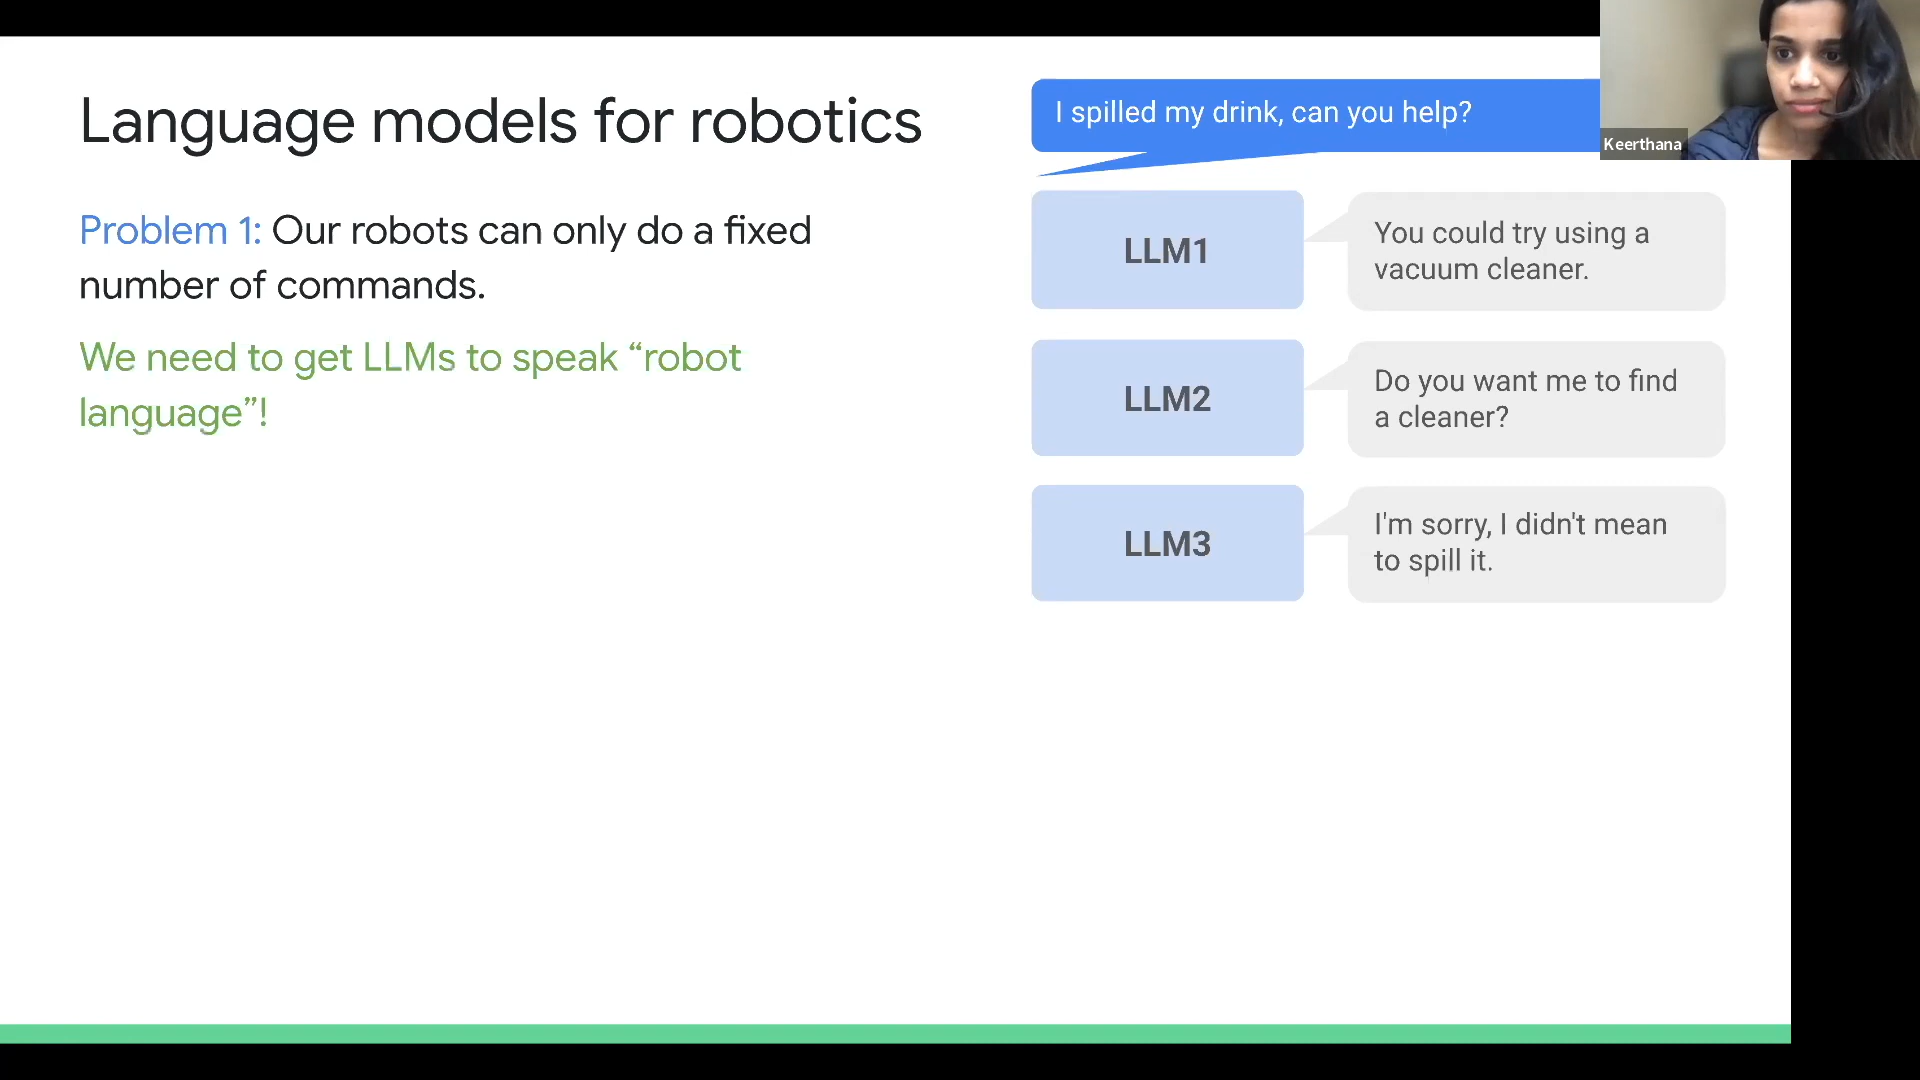 Language models for robotics
Problem 1: Our robots can only do a fixed
number of commands.
We need to get LLMs to speak “robot
language”!
I spilled my drink, can you help?
LLM1
You could try using a
vacuum cleaner.
LLM2
Do you want me to find
a cleaner?
LLM3
I'm sorry, I didn't mean
to spill it.
Keerthana